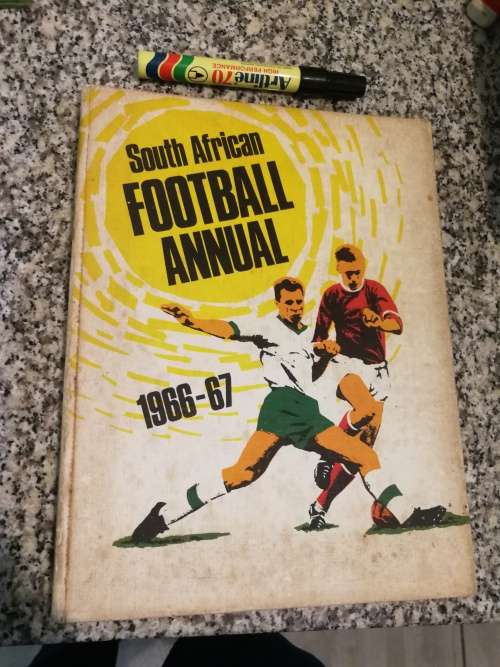 Artline 70
HIGH PERFORMANCE
South African
FOOTBALL
ANNUAL
1966-67